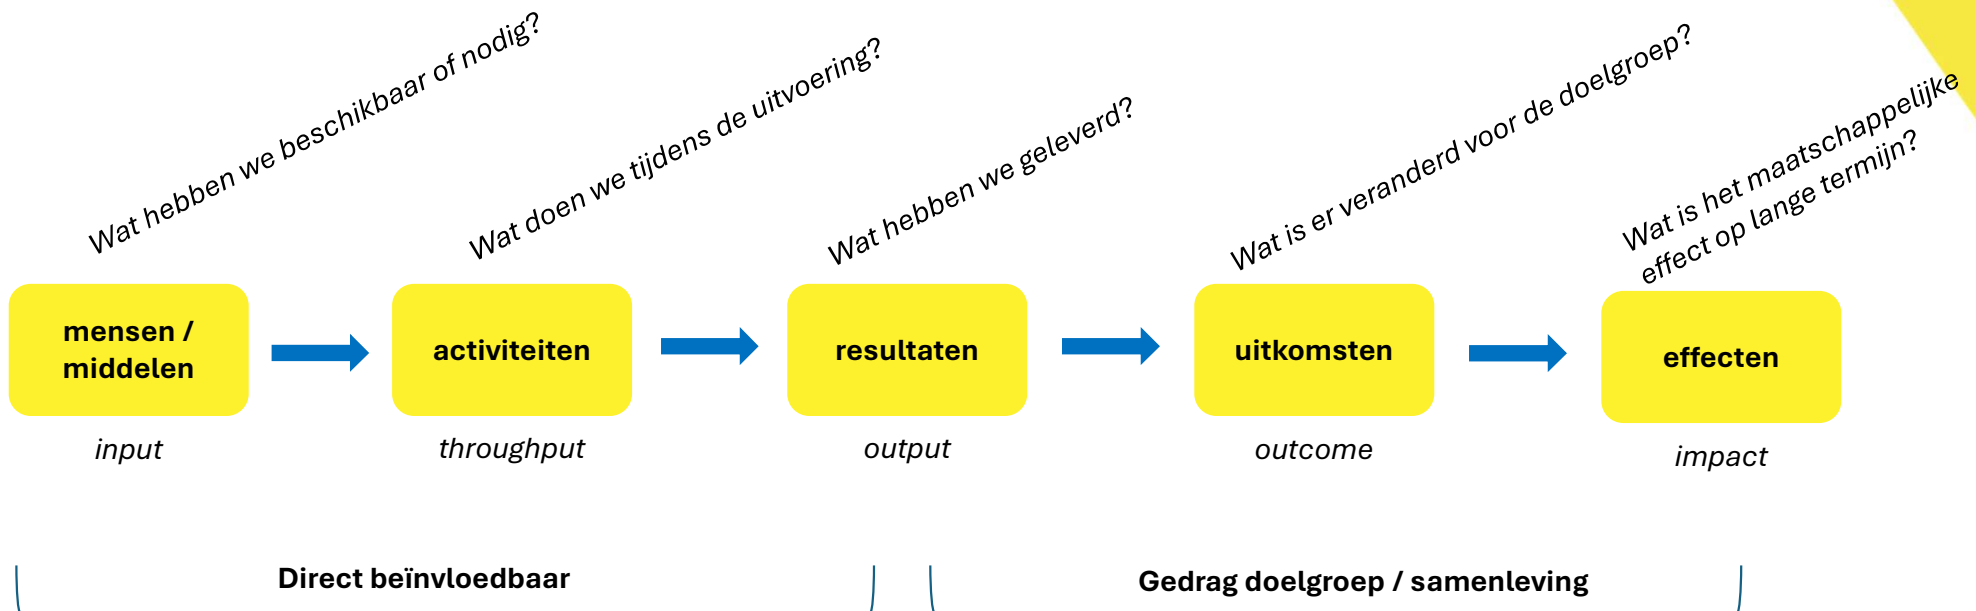 Wat hebben we beschikbaar of nodig?
Wat doen we tijdens de uitvoering?
Wat hebben we geleverd?
Wat is er veranderd voor de doelgroep?
Wat is het maatschappelijke
effect op lange termijn?
mensen /
middelen
activiteiten
resultaten
uitkomsten
effecten
input
throughput
output
outcome
impact
Direct beïnvloedbaar
Gedrag doelgroep / samenleving